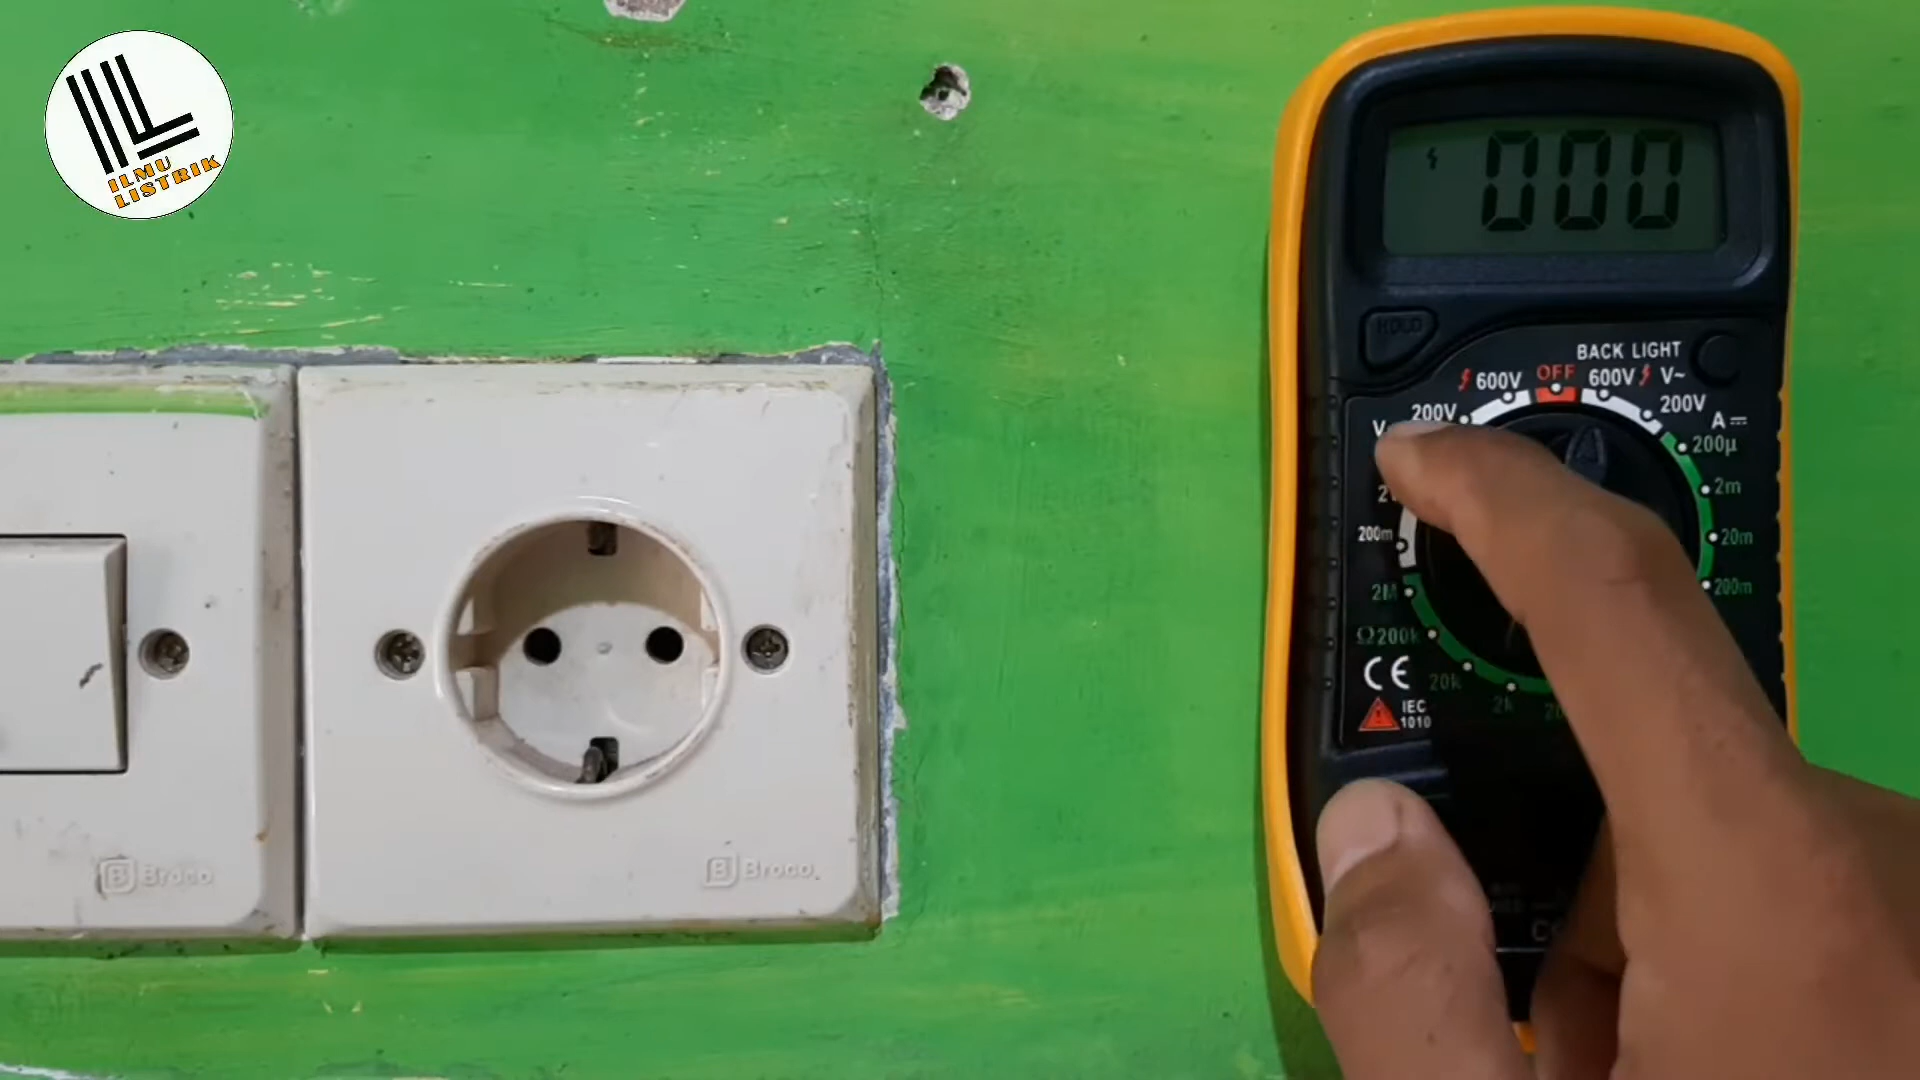 ILMU
LISTRIK
000
HOLD
BACK LIGHT
600V OFF 600V V~
200V 200V
V A
200μ
2m
200m 20m
2M 200m
Ω 200k
CE 20k
2k
IEC
1010
Broco
Broco